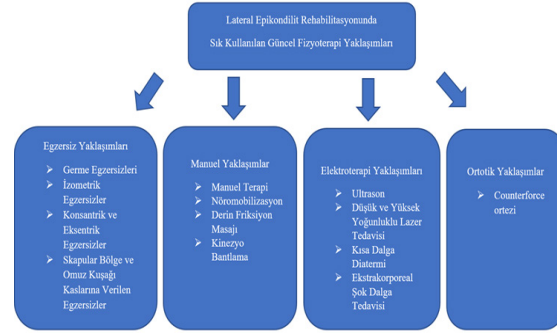 Lateral Epikondilit Rehabilitasyonunda
Sık Kullanılan Güncel Fizyoterapi Yaklaşımları
Egzersiz Yaklaşımları
Germe Egzersizleri
İzometrik
Egzersizler
Konsantrik ve
Eksentrik
Egzersizler
Skapular Bölge ve
Omuz Kuşağı
Kaslarına Verilen
Egzersizler
Manuel Yaklaşımlar
Manuel Terapi
Nöromobilizasyon
Derin Friksiyon
Masajı
Kinezyo
Bantlama
Elektroterapi Yaklaşımları
Ultrason
Düşük ve Yüksek
Yoğunluklu Lazer
Tedavisi
Kısa Dalga
Diatermi
Ekstrakorporeal
Şok Dalga
Tedavisi
Ortotik Yaklaşımlar
Counterforce
ortezi